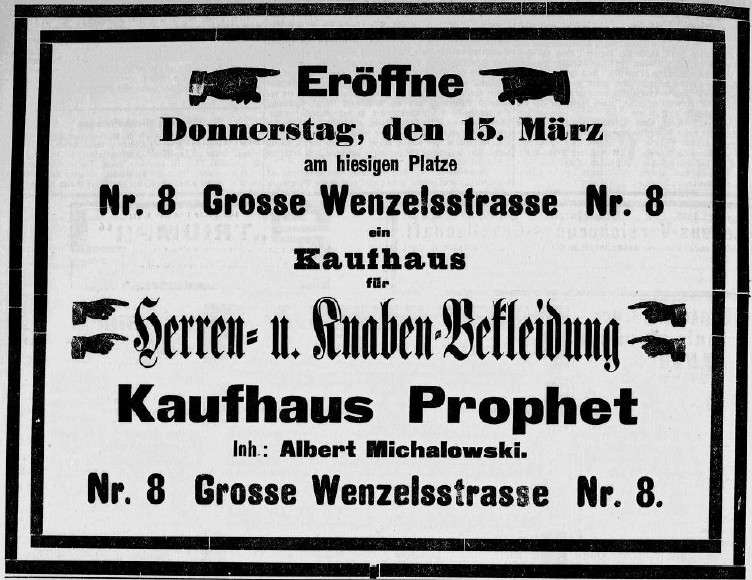 Eröffne
Donnerstag, den 15. März
am hiesigen Platze
Nr. 8 Grosse Wenzelsstrasse Nr. 8
ein
Kaufhaus
für
Herren- u. Knaben-Bekleidung
Kaufhaus Prophet
Inh.: Albert Michalowski.
Nr. 8 Grosse Wenzelsstrasse Nr. 8.